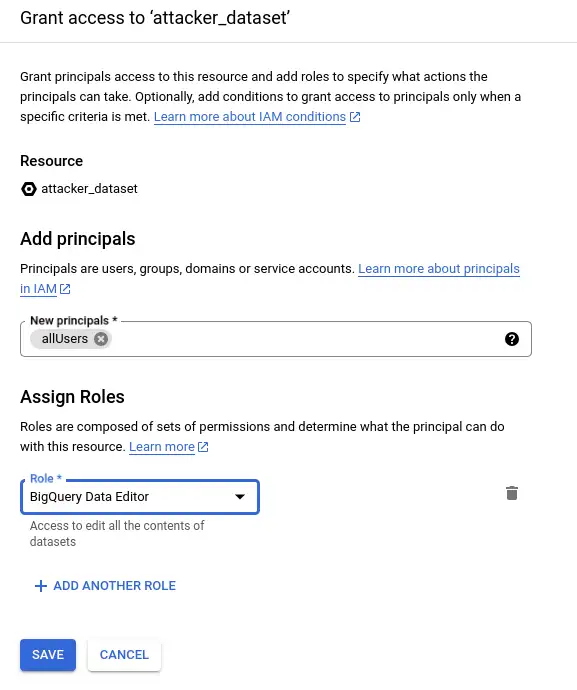 Grant access to ‘attacker_dataset’
Grant principals access to this resource and add roles to specify what actions the
principals can take. Optionally, add conditions to grant access to principals only when a
specific criteria is met. Learn more about IAM conditions
Resource
attacker_dataset
Add principals
Principals are users, groups, domains or service accounts. Learn more about principals
in IAM
New principals *
allUsers
Assign Roles
Roles are composed of sets of permissions and determine what the principal can do
with this resource. Learn more
Role *
BigQuery Data Editor
Access to edit all the contents of
datasets
ADD ANOTHER ROLE
SAVE CANCEL